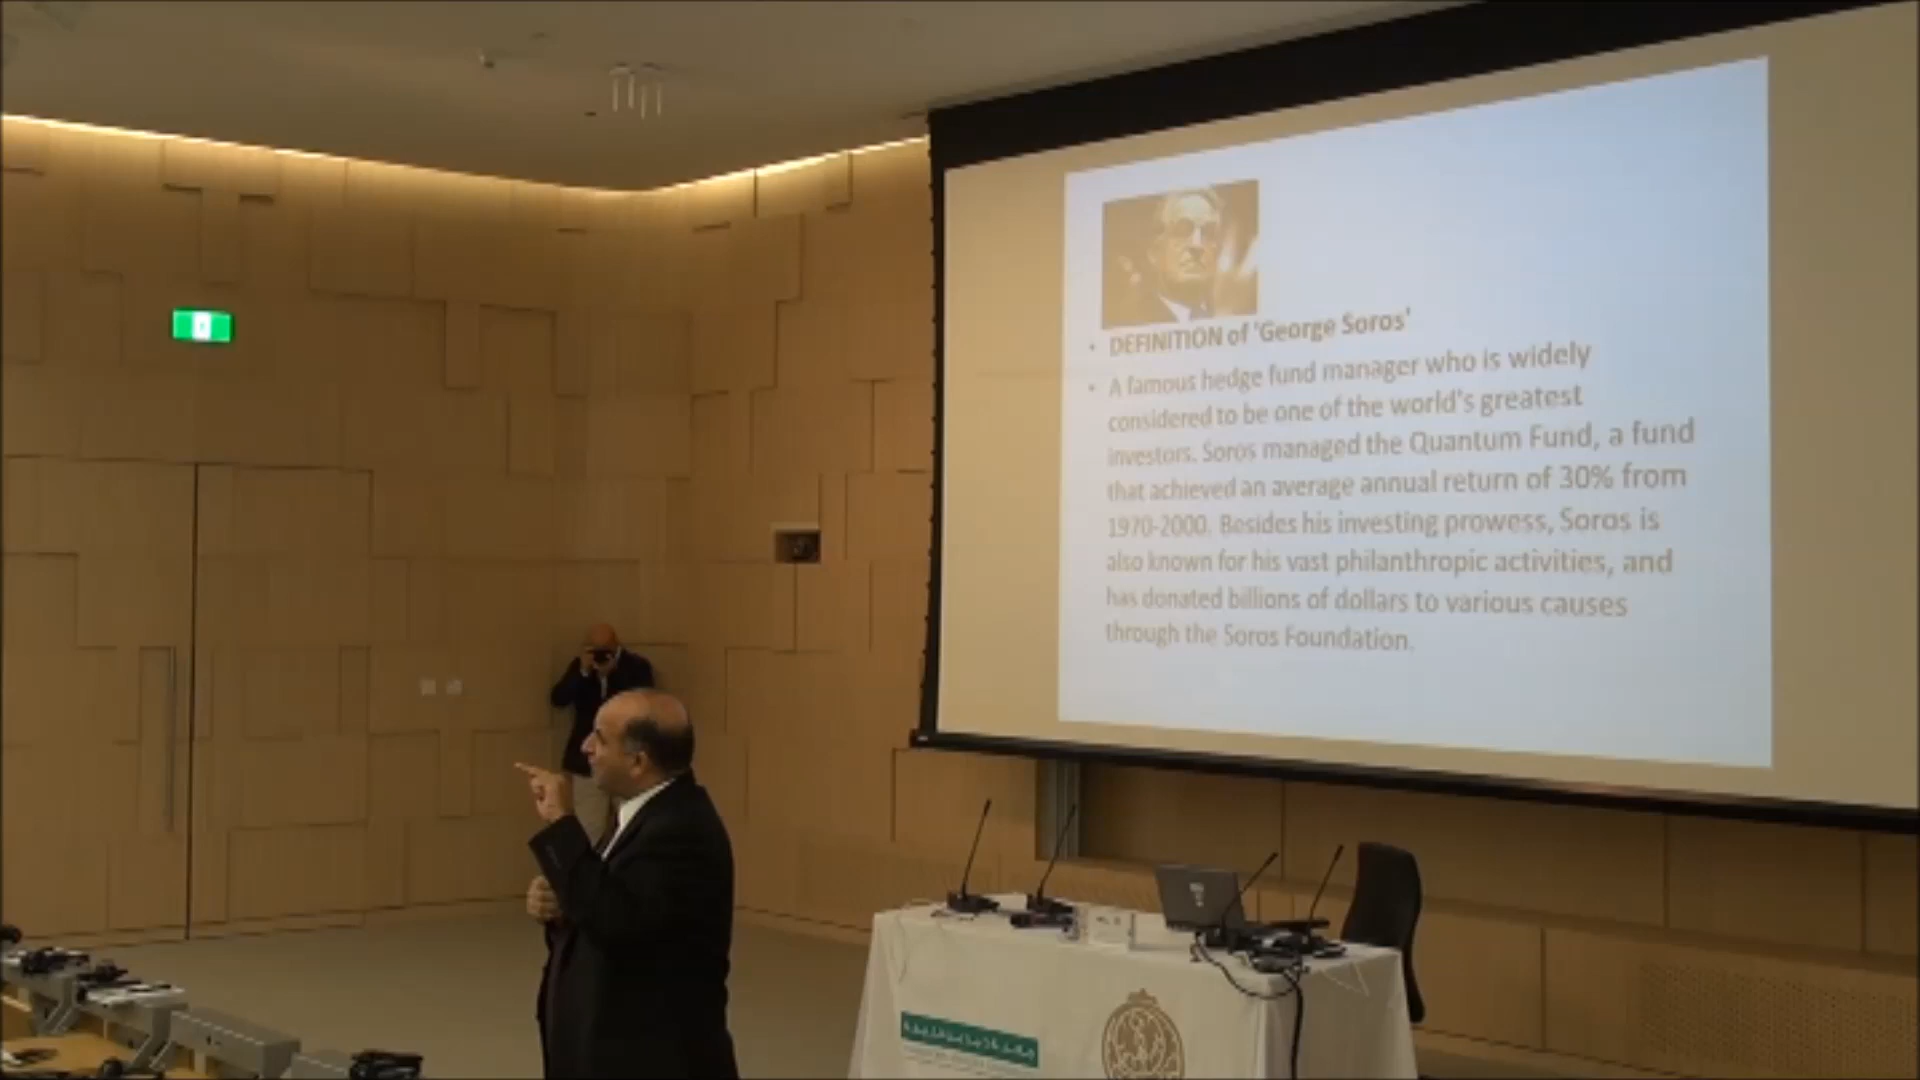 • DEFINITION of 'George Soros'
• A famous hedge fund manager who is widely
considered to be one of the world's greatest
investors. Soros managed the Quantum Fund, a fund
that achieved an average annual return of 30% from
1970-2000. Besides his investing prowess, Soros is
also known for his vast philanthropic activities, and
has donated billions of dollars to various causes
through the Soros Foundation.